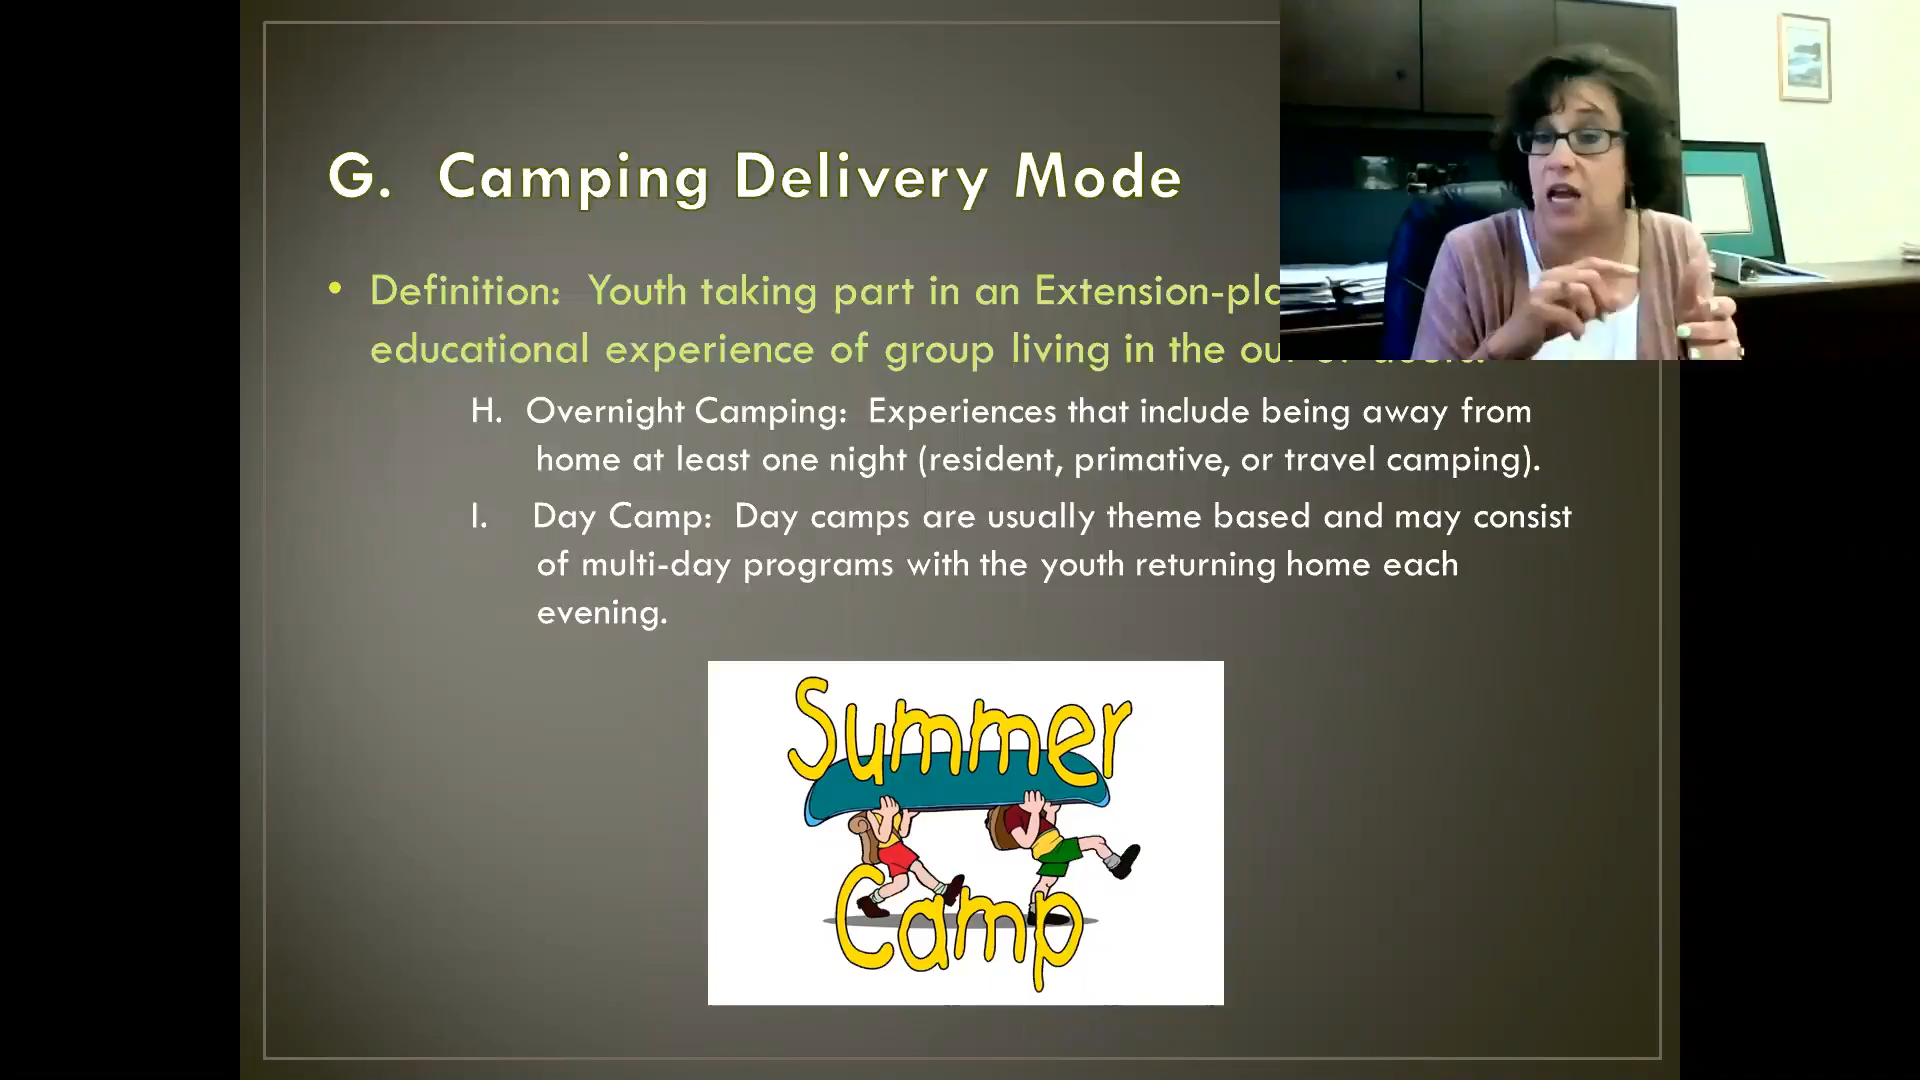 G. Camping Delivery Mode
• Definition: Youth taking part in an
educational experience of group living in the
H. Overnight Camping: Experiences that include being away from
home at least one night (resident, primative, or travel camping).
I. Day Camp: Day camps are usually theme based and may consist
of multi-day programs with the youth returning home each
evening.
Summer
Camp